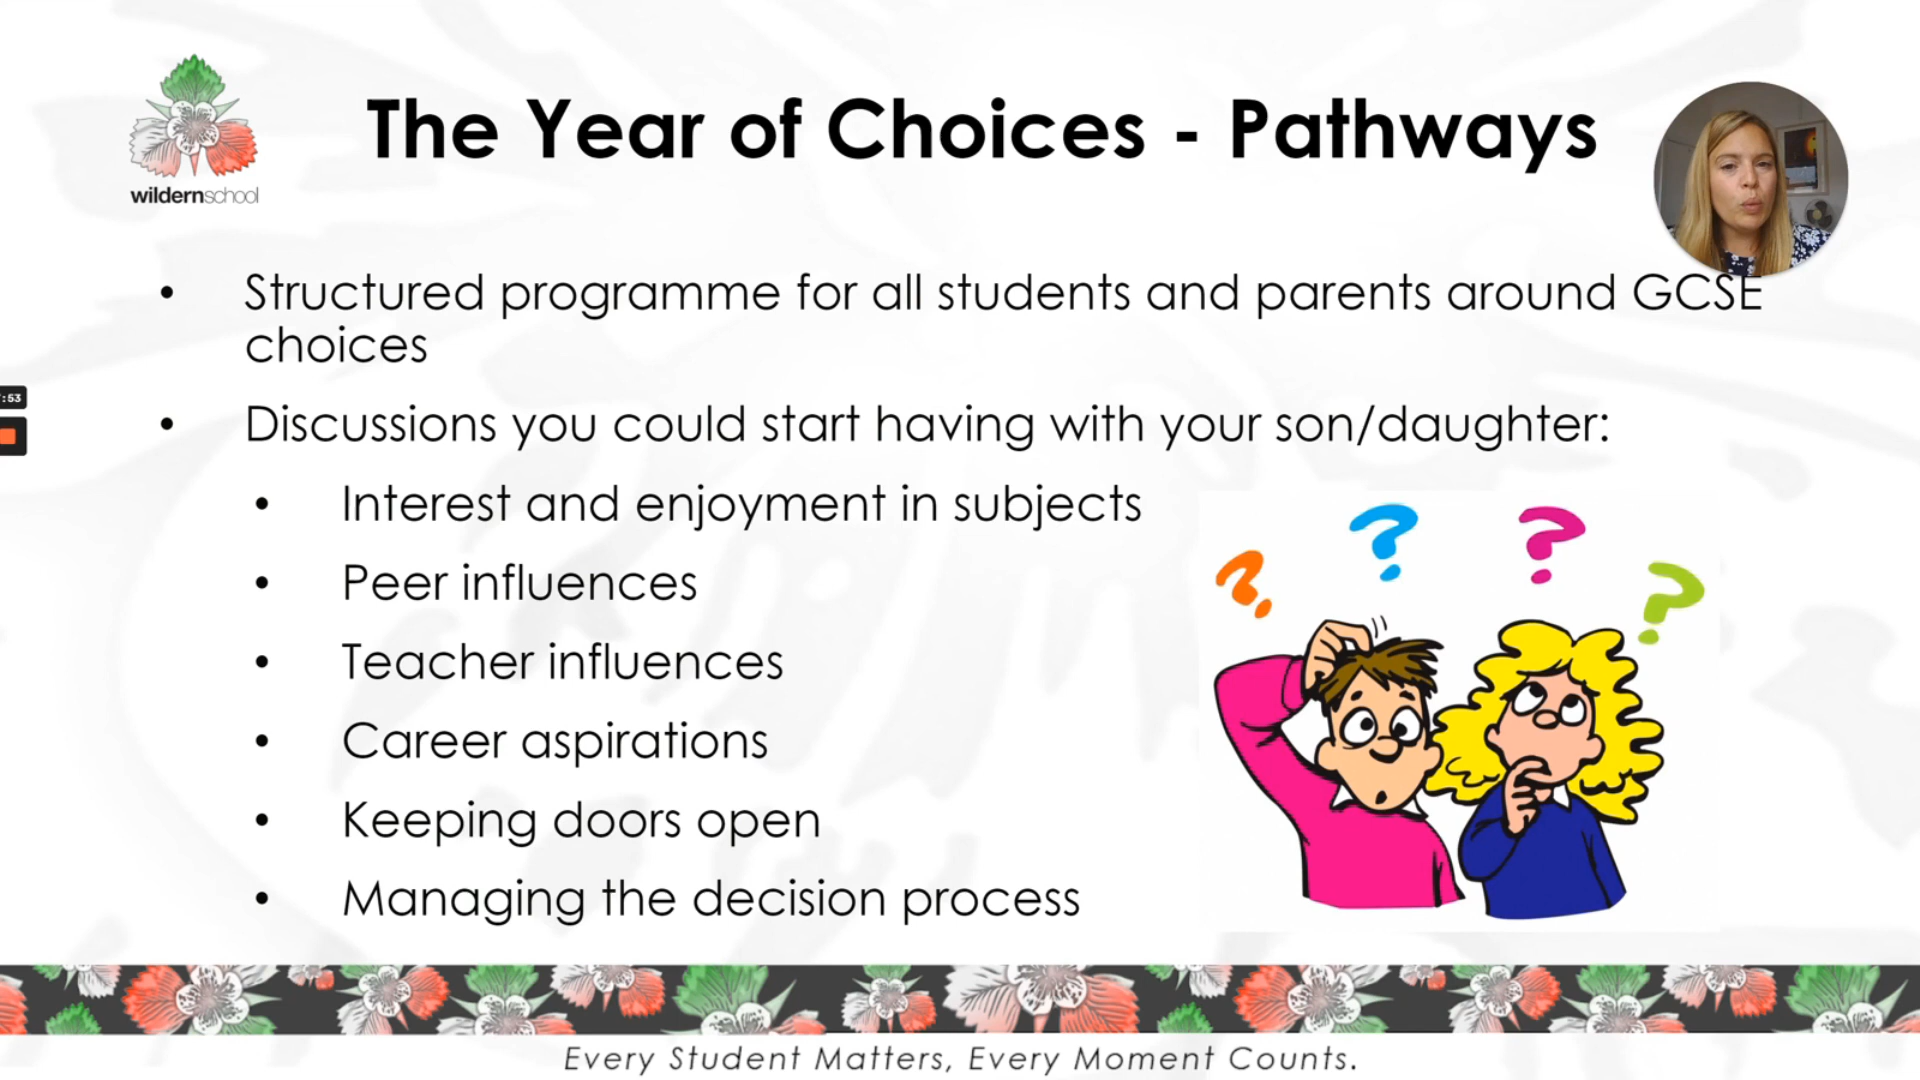 The Year of Choices - Pathways
wildernschool
• Structured programme for all students and parents around GCSE
choices
:53
• Discussions you could start having with your son/daughter:
• Interest and enjoyment in subjects
• Peer influences
• Teacher influences
• Career aspirations
• Keeping doors open
• Managing the decision process
? ? ? ?
Every Student Matters, Every Moment Counts.